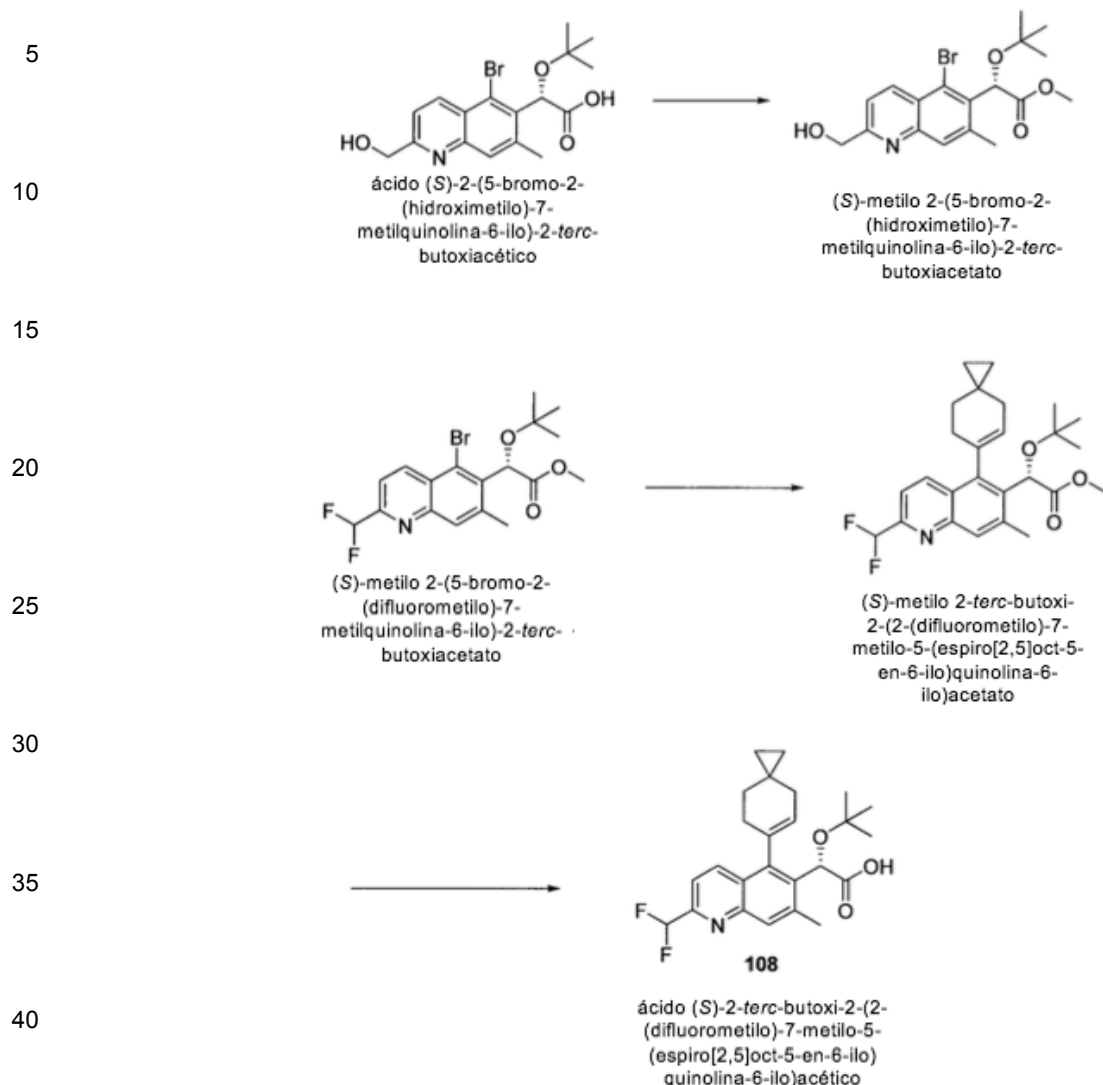 5
Br
O
OH
O
HO
N
ácido (S)-2-(5-bromo-2-
(hidroximetilo)-7-
metilquinolina-6-ilo)-2-terc-
butoxiacético
Br
O
O
O
HO
N
(S)-metilo 2-(5-bromo-2-
(hidroximetilo)-7-
metilquinolina-6-ilo)-2-terc-
butoxiacetato
10
15
20
Br
O
O
O
F
F
N
(S)-metilo 2-(5-bromo-2-
(difluorometilo)-7-
metilquinolina-6-ilo)-2-terc-
butoxiacetato
O
O
O
F
F
N
(S)-metilo 2-terc-butoxi-
2-(2-(difluorometilo)-7-
metilo-5-(espiro[2,5]oct-5-
en-6-ilo)quinolina-6-
ilo)acetato
25
30
35
O
OH
O
F
F
N
108
40
ácido (S)-2-terc-butoxi-2-(2-
(difluorometilo)-7-metilo-5-
(espiro[2,5]oct-5-en-6-ilo)
quinolina-6-ilo)acético